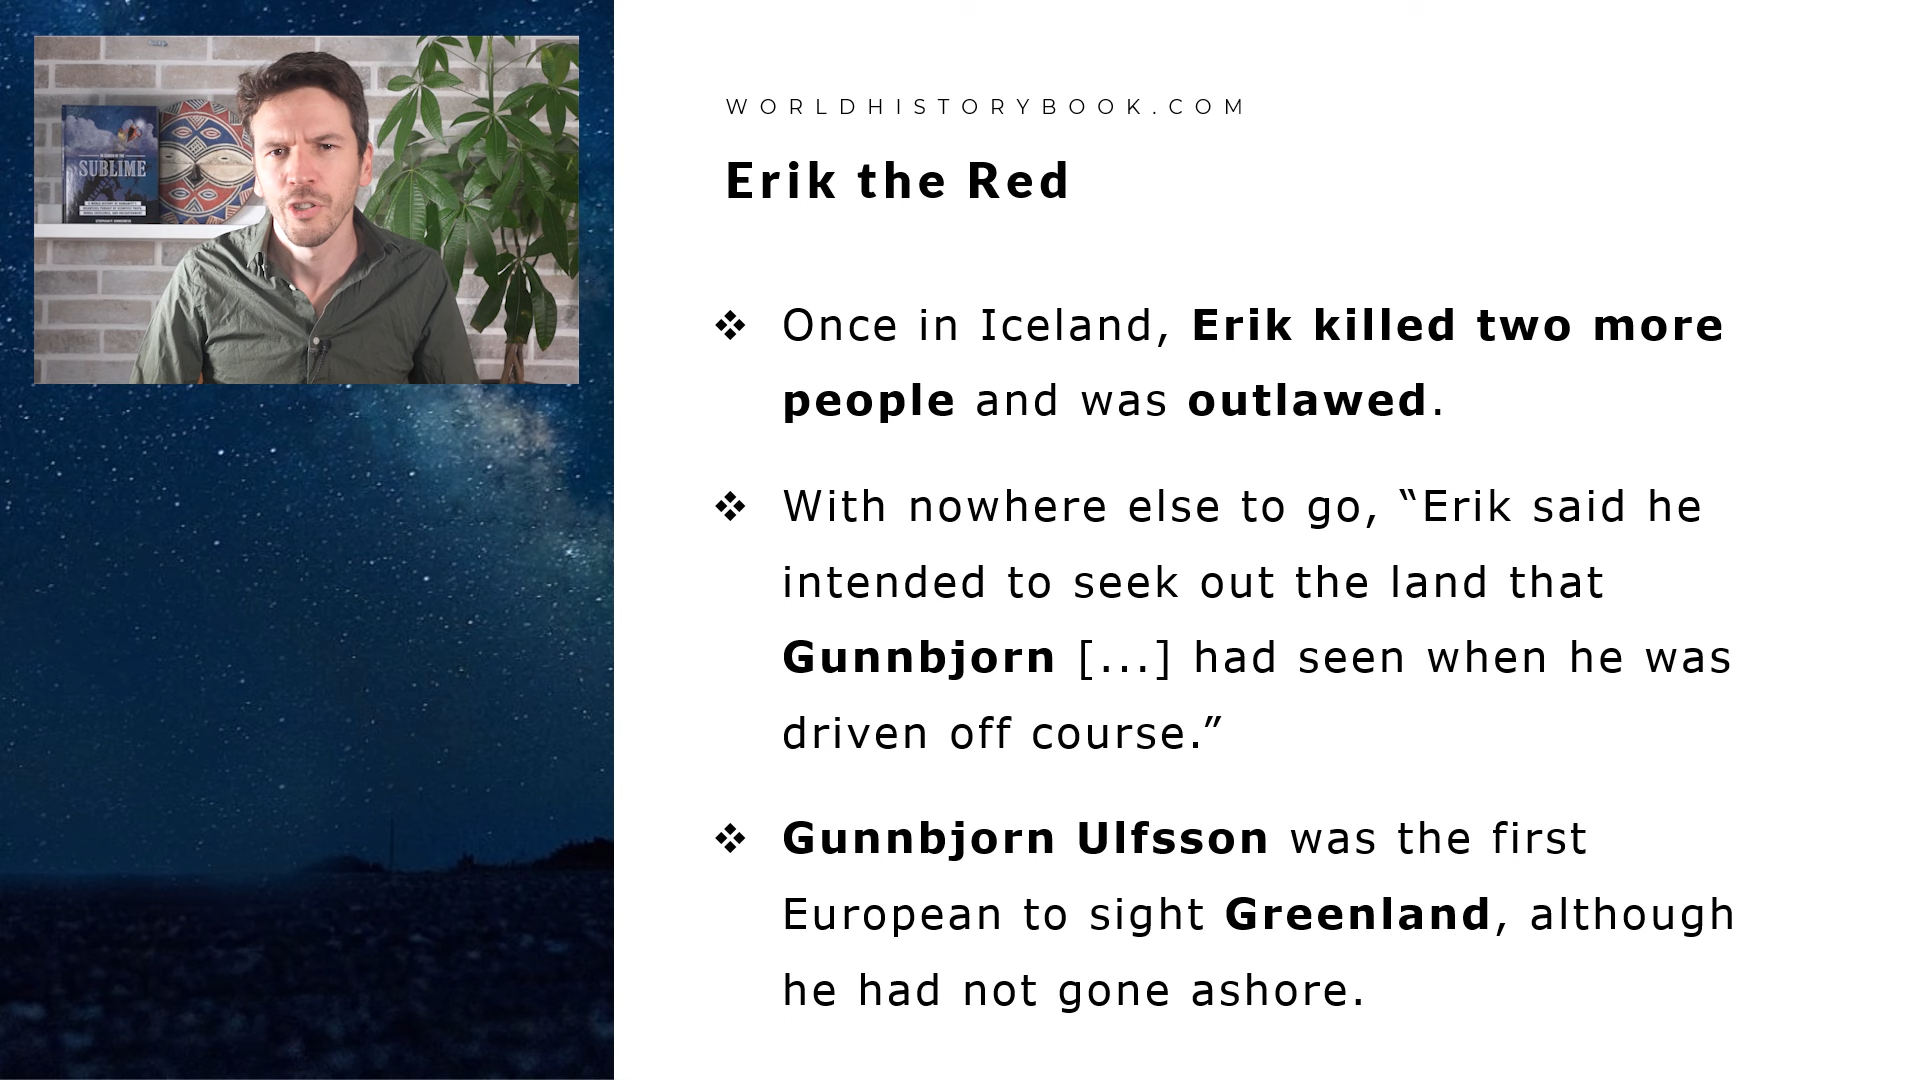 WORLDHISTORYBOOK.COM
Erik the Red
❖ Once in Iceland, Erik killed two more
people and was outlawed.
❖ With nowhere else to go, “Erik said he
intended to seek out the land that
Gunnbjorn [...] had seen when he was
driven off course.”
❖ Gunnbjorn Ulfsson was the first
European to sight Greenland, although
he had not gone ashore.
SUBLIME